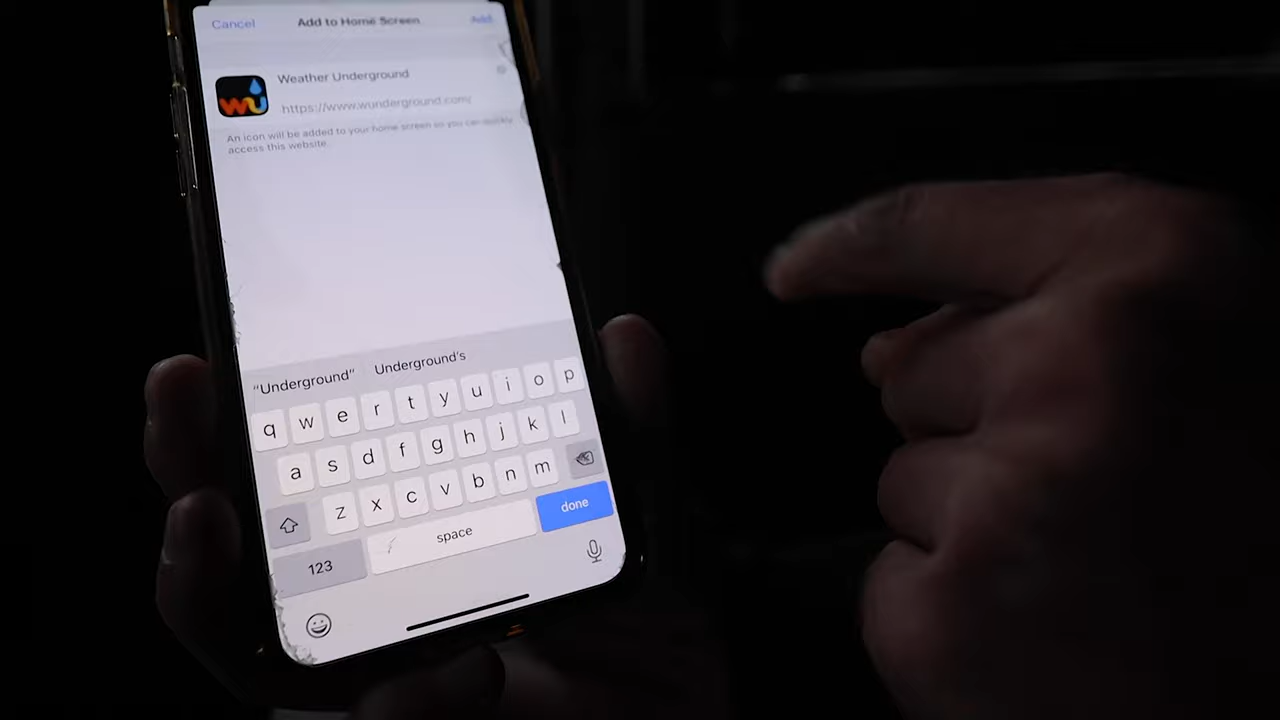 Cancel Add to Home Screen Add
Weather Underground
wu
https://www.wunderground.com/
An icon will be added to your home screen so you can quickly
access this website.
"Underground" Underground's
q w e r t y u i o p
a s d f g h j k l
z x c v b n m
123 space done